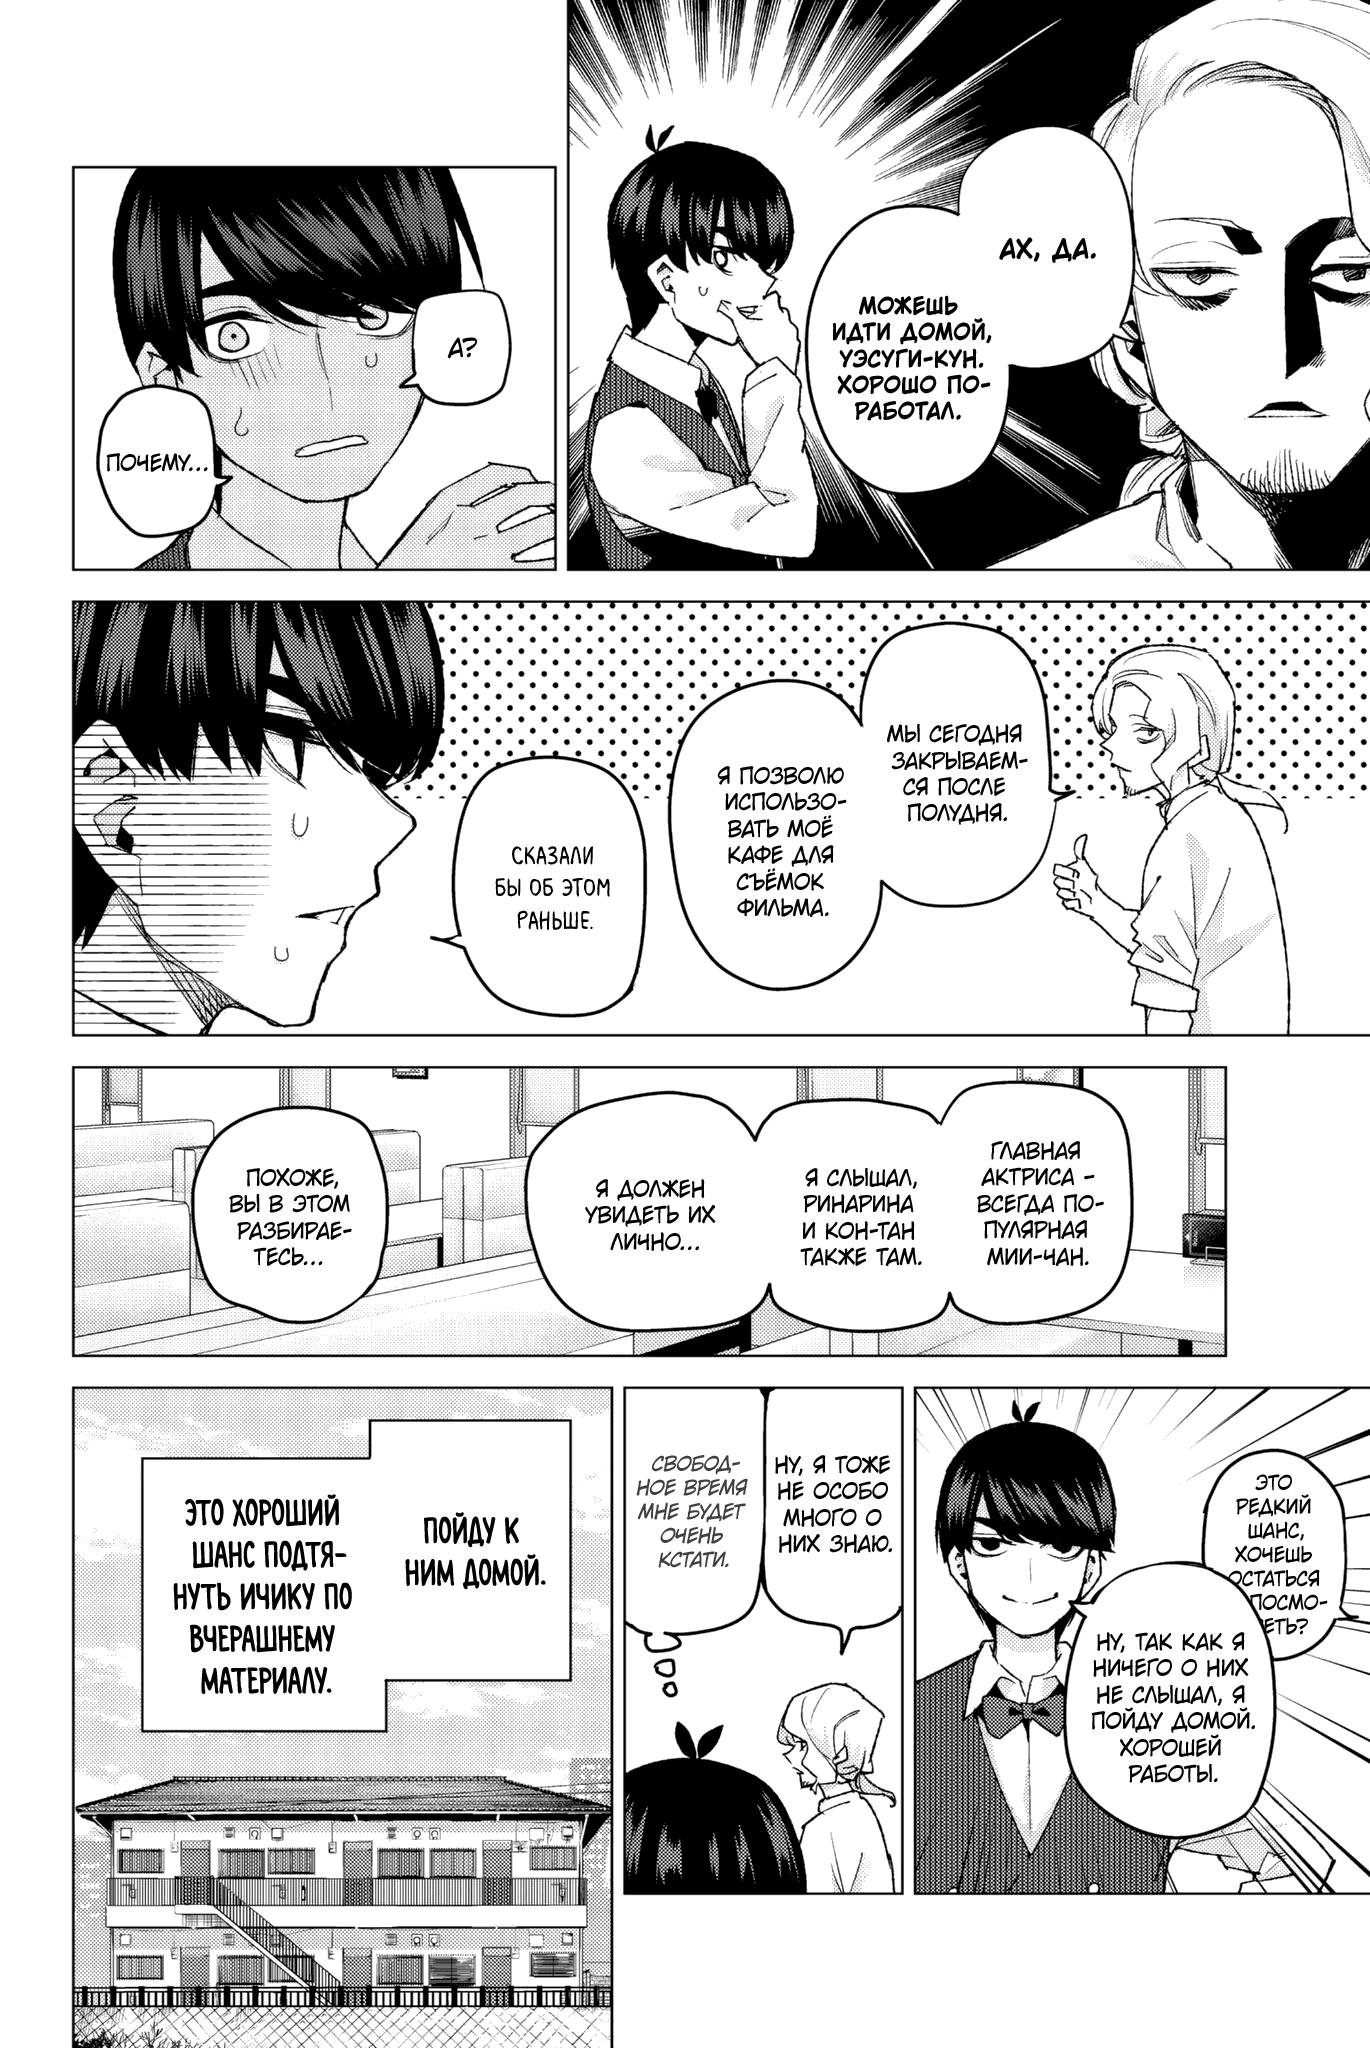 АХ, ДА.
МОЖЕШЬ
ИДТИ ДОМОЙ,
УЭСУГИ-КУН.
ХОРОШО ПО-
РАБОТАЛ.
А?
ПОЧЕМУ...
МЫ СЕГОДНЯ
ЗАКРЫВАЕМ-
СЯ ПОСЛЕ
ПОЛУДНЯ.
Я ПОЗВОЛЮ
ИСПОЛЬЗО-
ВАТЬ МОЁ
КАФЕ ДЛЯ
СЪЁМОК
ФИЛЬМА.
СКАЗАЛИ
БЫ ОБ ЭТОМ
РАНЬШЕ.
ГЛАВНАЯ
АКТРИСА –
ВСЕГДА ПО-
ПУЛЯРНАЯ
МИИ-ЧАН.
Я СЛЫШАЛ,
РИНАРИНА
И КОН-ТАН
ТАКЖЕ ТАМ.
Я ДОЛЖЕН
УВИДЕТЬ ИХ
ЛИЧНО...
ПОХОЖЕ,
ВЫ В ЭТОМ
РАЗБИРАЕ-
ТЕСЬ...
ЭТО
РЕДКИЙ
ШАНС,
ХОЧЕШЬ
ОСТАТЬСЯ
ПОСМО-
ЕТЬ?
НУ, ТАК КАК Я
НИЧЕГО О НИХ
НЕ СЛЫШАЛ, Я
ПОЙДУ ДОМОЙ.
ХОРОШЕЙ
РАБОТЫ.
НУ, Я ТОЖЕ
НЕ ОСОБО
МНОГО О
НИХ ЗНАЮ.
СВОБОД-
НОЕ ВРЕМЯ
МНЕ БУДЕТ
ОЧЕНЬ
КСТАТИ.
ПОЙДУ К
НИМ ДОМОЙ.
ЭТО ХОРОШИЙ
ШАНС ПОДТЯ-
НУТЬ ИЧИКУ ПО
ВЧЕРАШНЕМУ
МАТЕРИАЛУ.